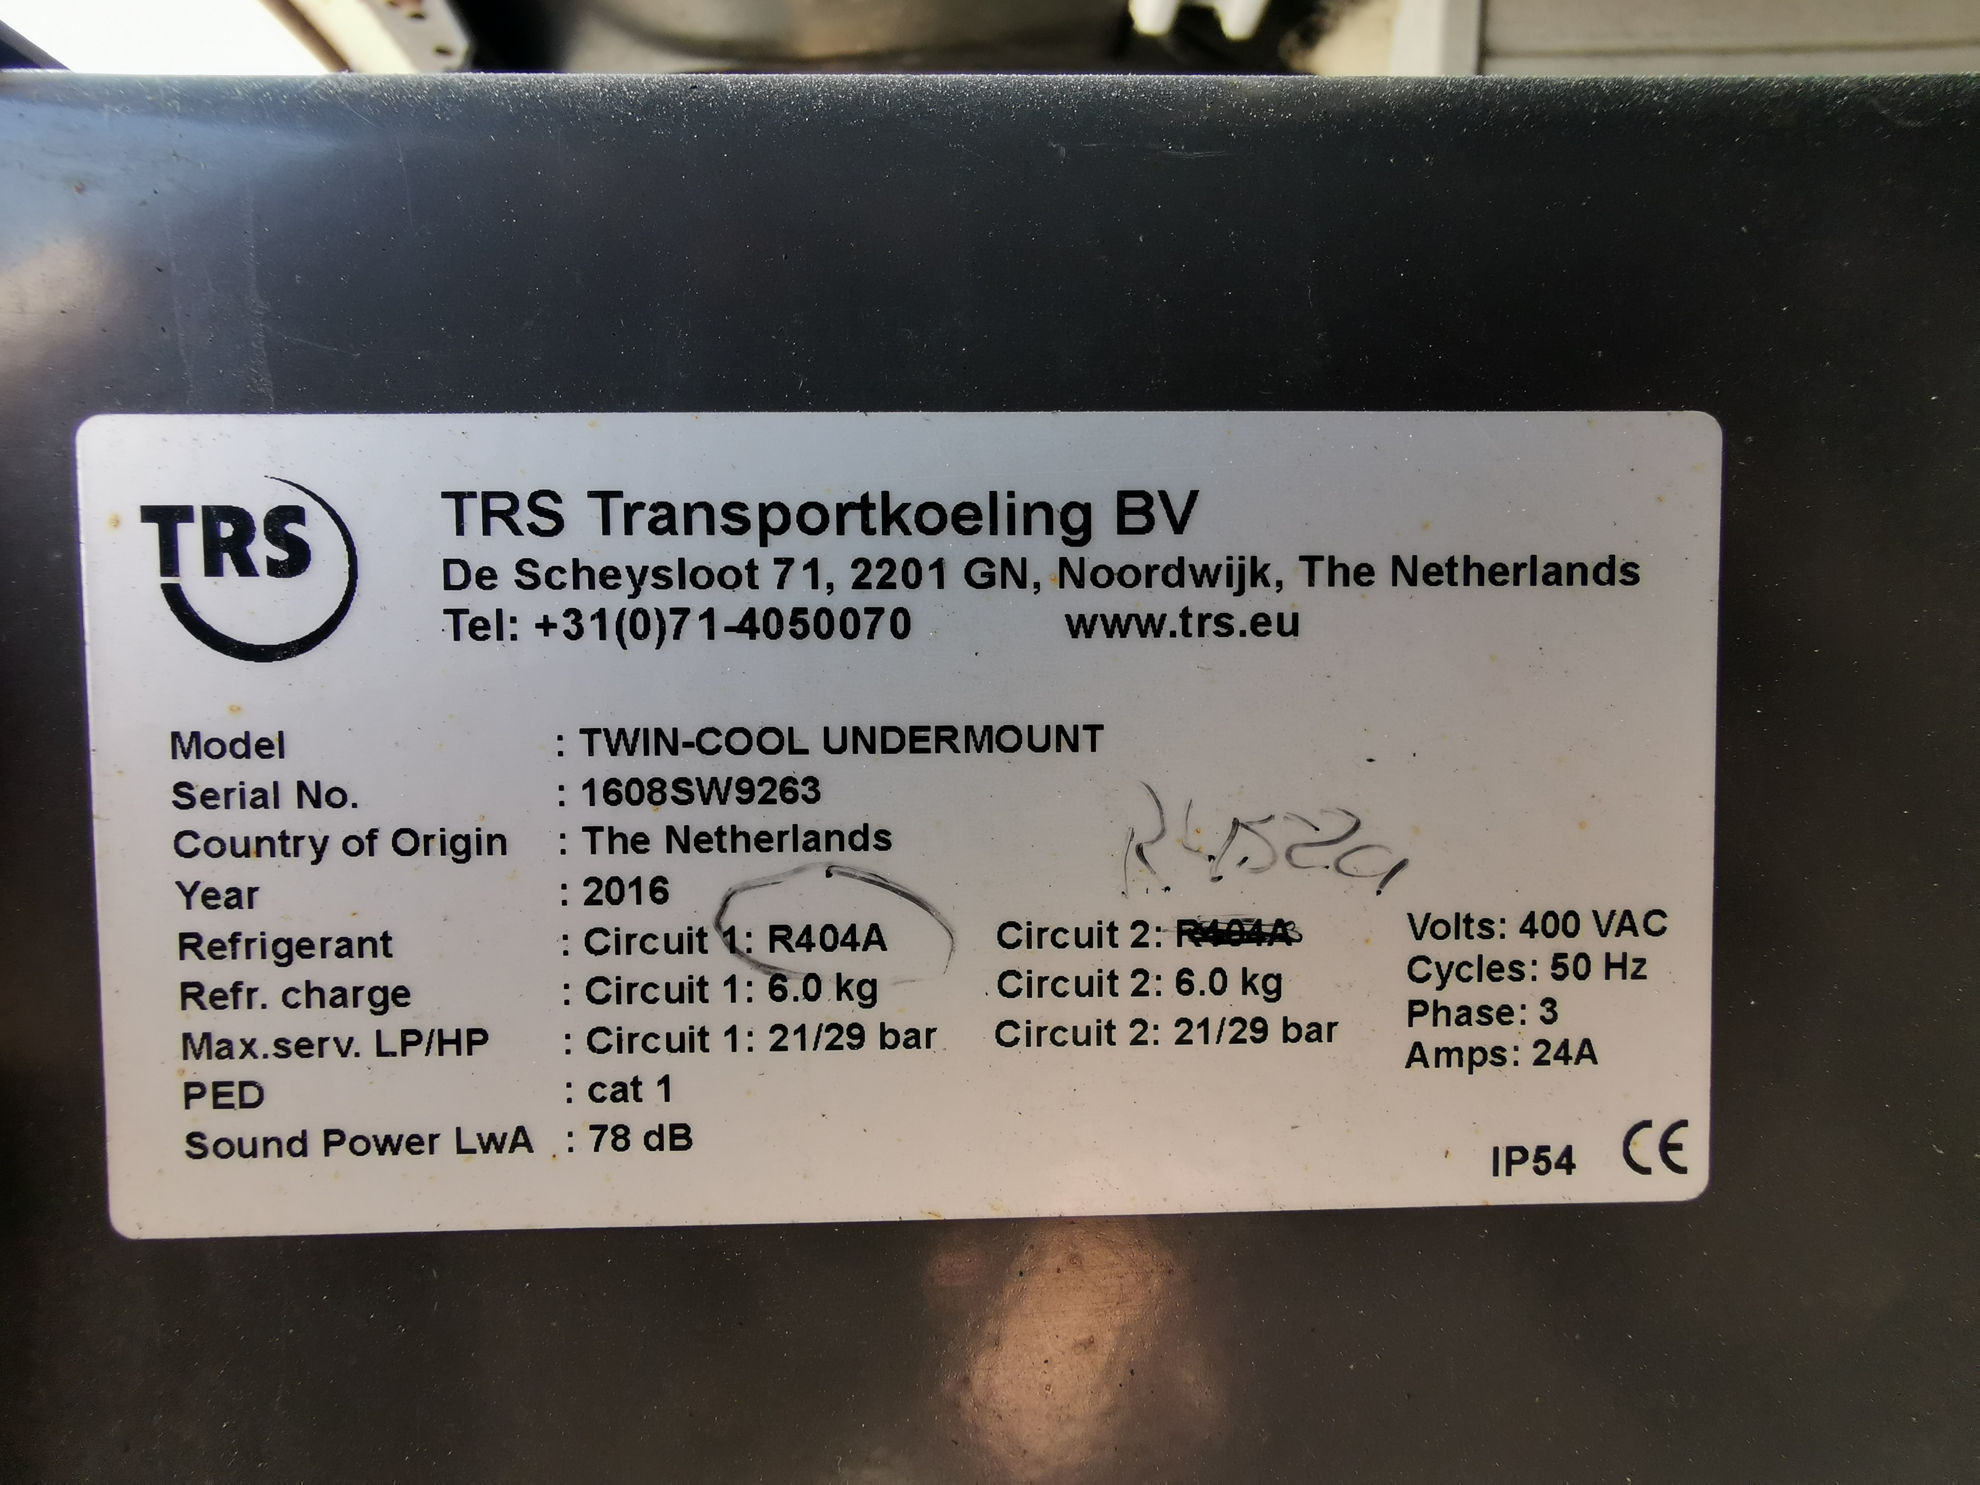 TRS
TRS Transportkoeling BV
De Scheysloot 71, 2201 GN, Noordwijk, The Netherlands
Tel: +31(0)71-4050070 www.trs.eu
Model : TWIN-COOL UNDERMOUNT
Serial No. : 1608SW9263
Country of Origin : The Netherlands
R452a
Year : 2016
Refrigerant : Circuit 1: R404A Circuit 2: R404A Volts: 400 VAC
Refr. charge : Circuit 1: 6.0 kg Circuit 2: 6.0 kg Cycles: 50 Hz
Max.serv. LP/HP : Circuit 1: 21/29 bar Circuit 2: 21/29 bar Phase: 3
Amps: 24A
PED : cat 1
Sound Power LwA : 78 dB
IP54 CE